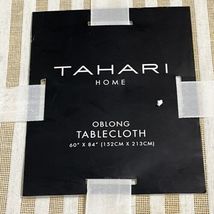 TAHARI
HOME
OBLONG
TABLECLOTH
60" X 84" (152CM X 213CM)